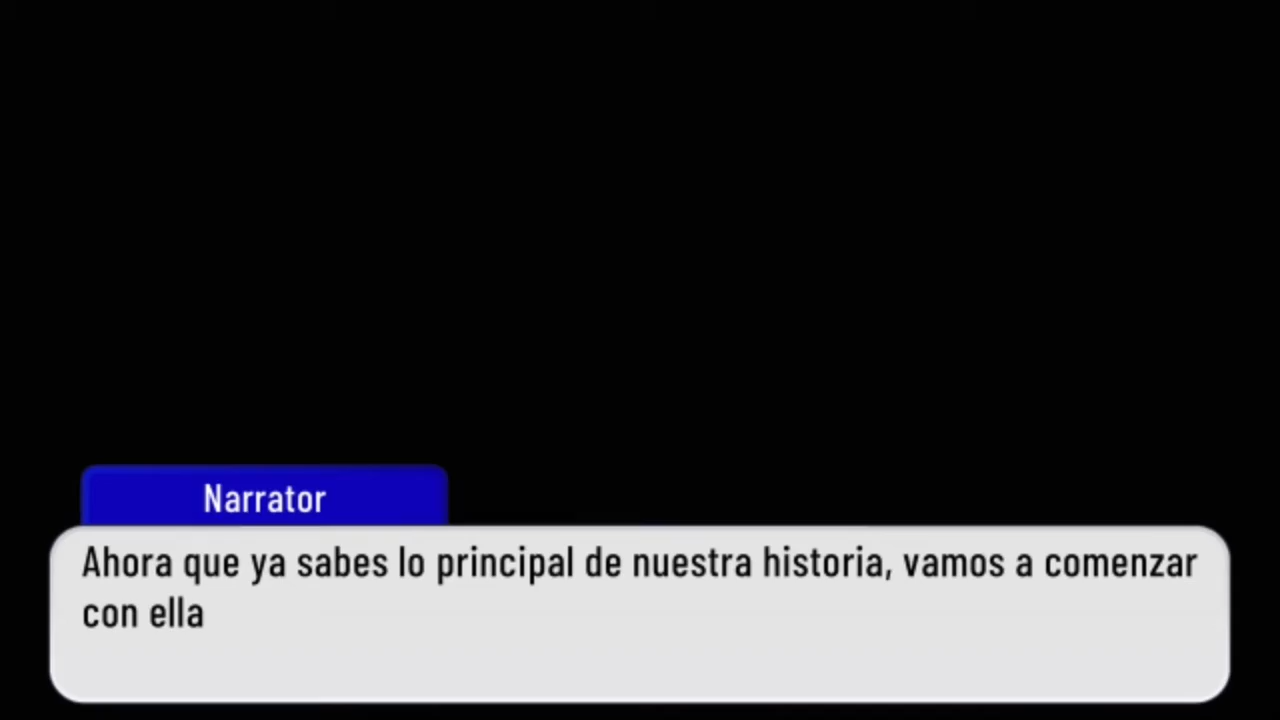 Narrator
Ahora que ya sabes lo principal de nuestra historia, vamos a comenzar
con ella